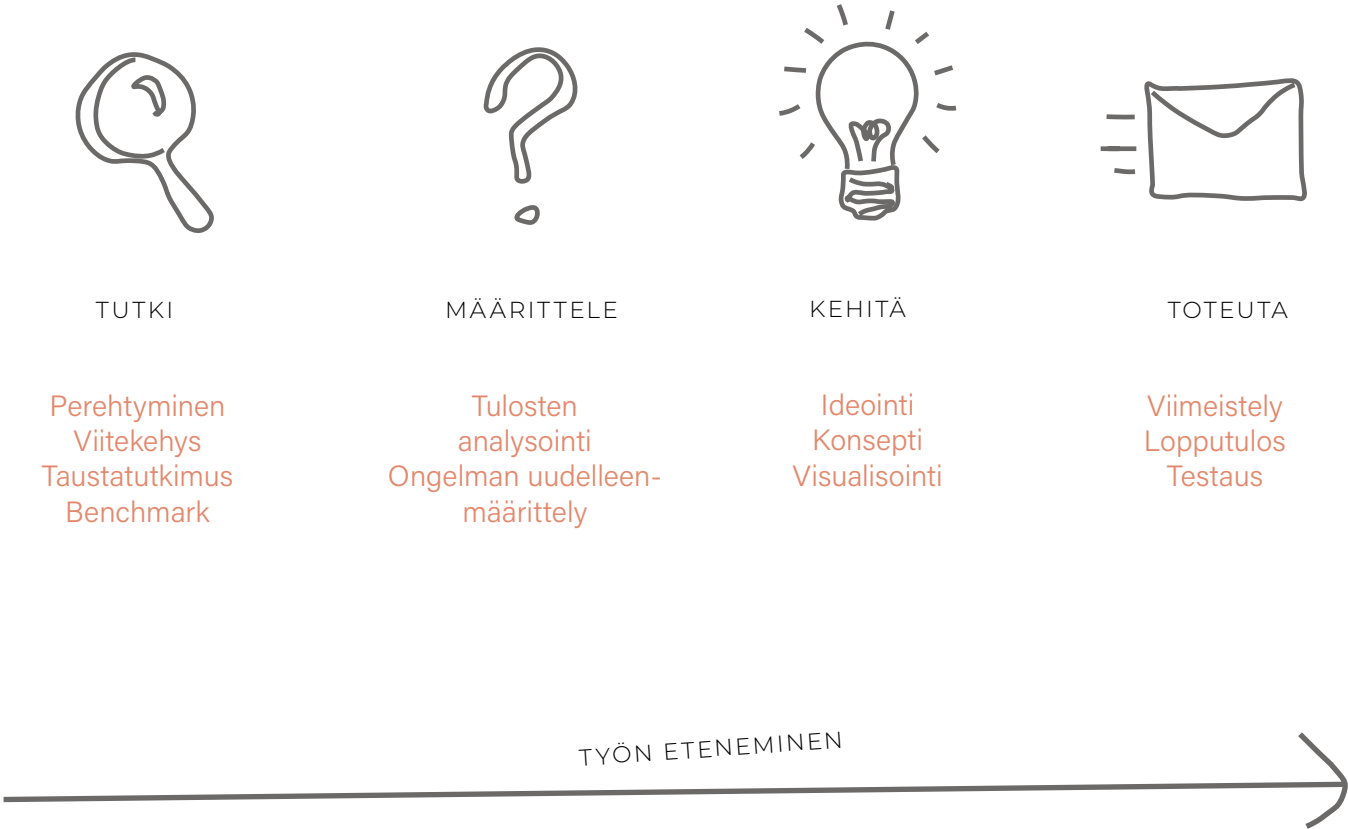 TUTKI
Perehtyminen
Viitekehys
Taustatutkimus
Benchmark
MÄÄRITTELE
Tulosten
analysointi
Ongelman uudelleen-
määrittely
KEHITÄ
Ideointi
Konsepti
Visualisointi
TOTEUTA
Viimeistely
Lopputulos
Testaus
TYÖN ETENEMINEN